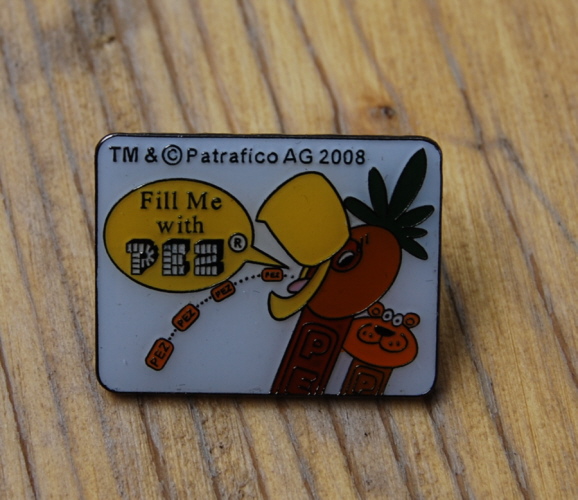 TM & © Patrafico AG 2008
Fill Me
with
PEZ®
PEZ
PEZ
PEZ
PEZ
P
P